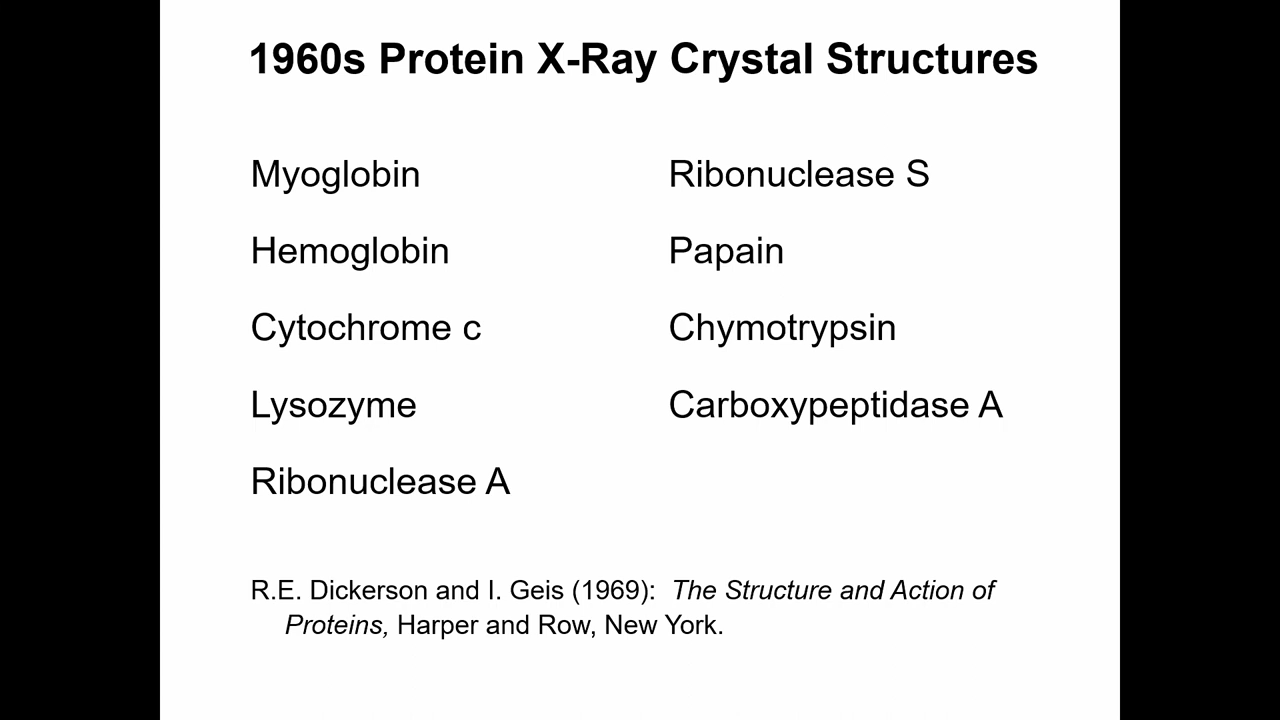 1960s Protein X-Ray Crystal Structures
Myoglobin
Hemoglobin
Cytochrome c
Lysozyme
Ribonuclease A
Ribonuclease S
Papain
Chymotrypsin
Carboxypeptidase A
R.E. Dickerson and I. Geis (1969): The Structure and Action of
Proteins, Harper and Row, New York.